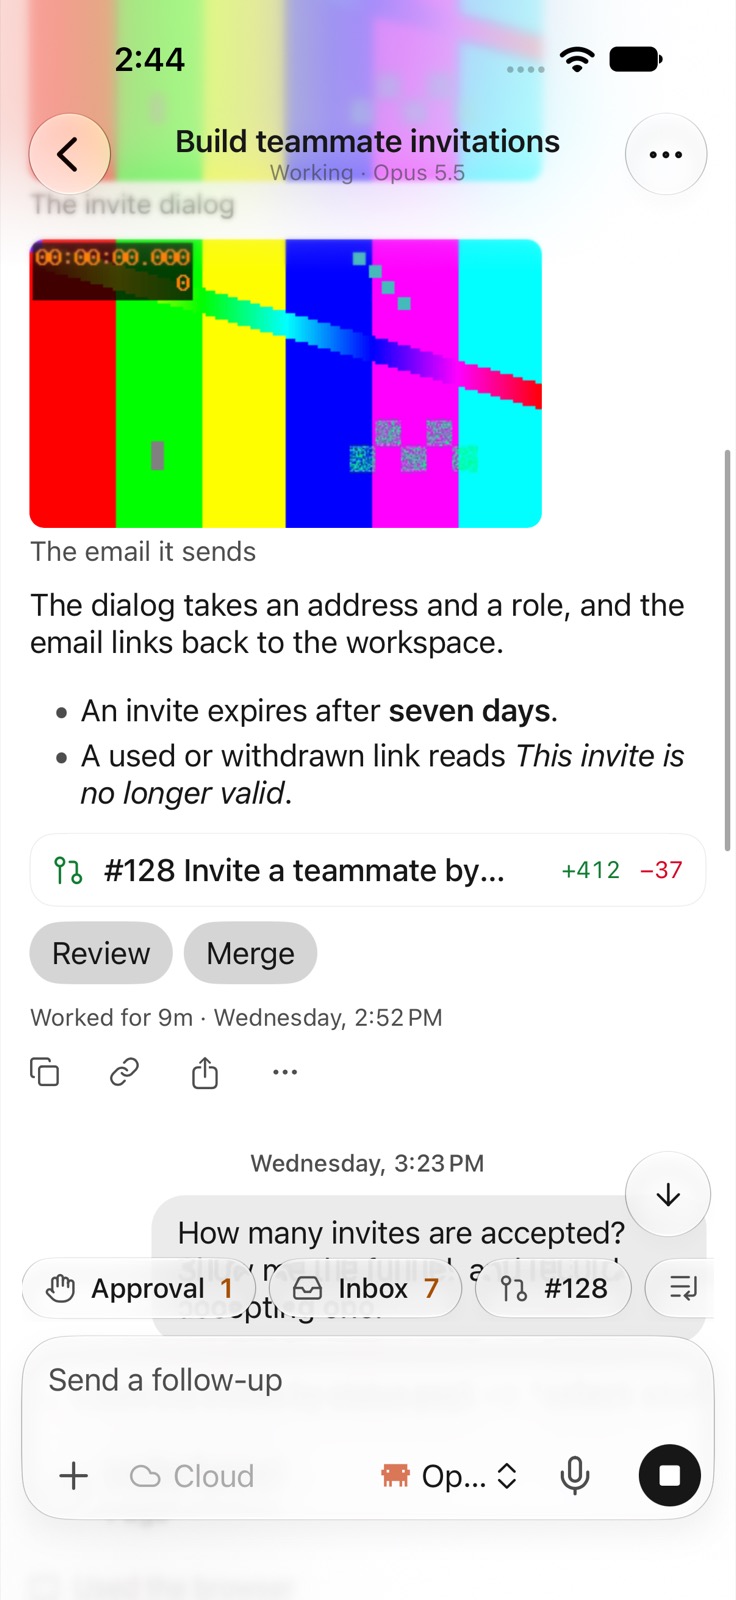 2:44
Build teammate invitations
Working · Opus 5.5
The invite dialog
00:00:00.000
0
The email it sends
The dialog takes an address and a role, and the
email links back to the workspace.
• An invite expires after seven days.
• A used or withdrawn link reads This invite is
no longer valid.
#128 Invite a teammate by... +412 −37
Review Merge
Worked for 9m · Wednesday, 2:52 PM
Wednesday, 3:23 PM
How many invites are accepted?
Approval 1 Inbox 7 #128
Send a follow-up
Cloud Op...